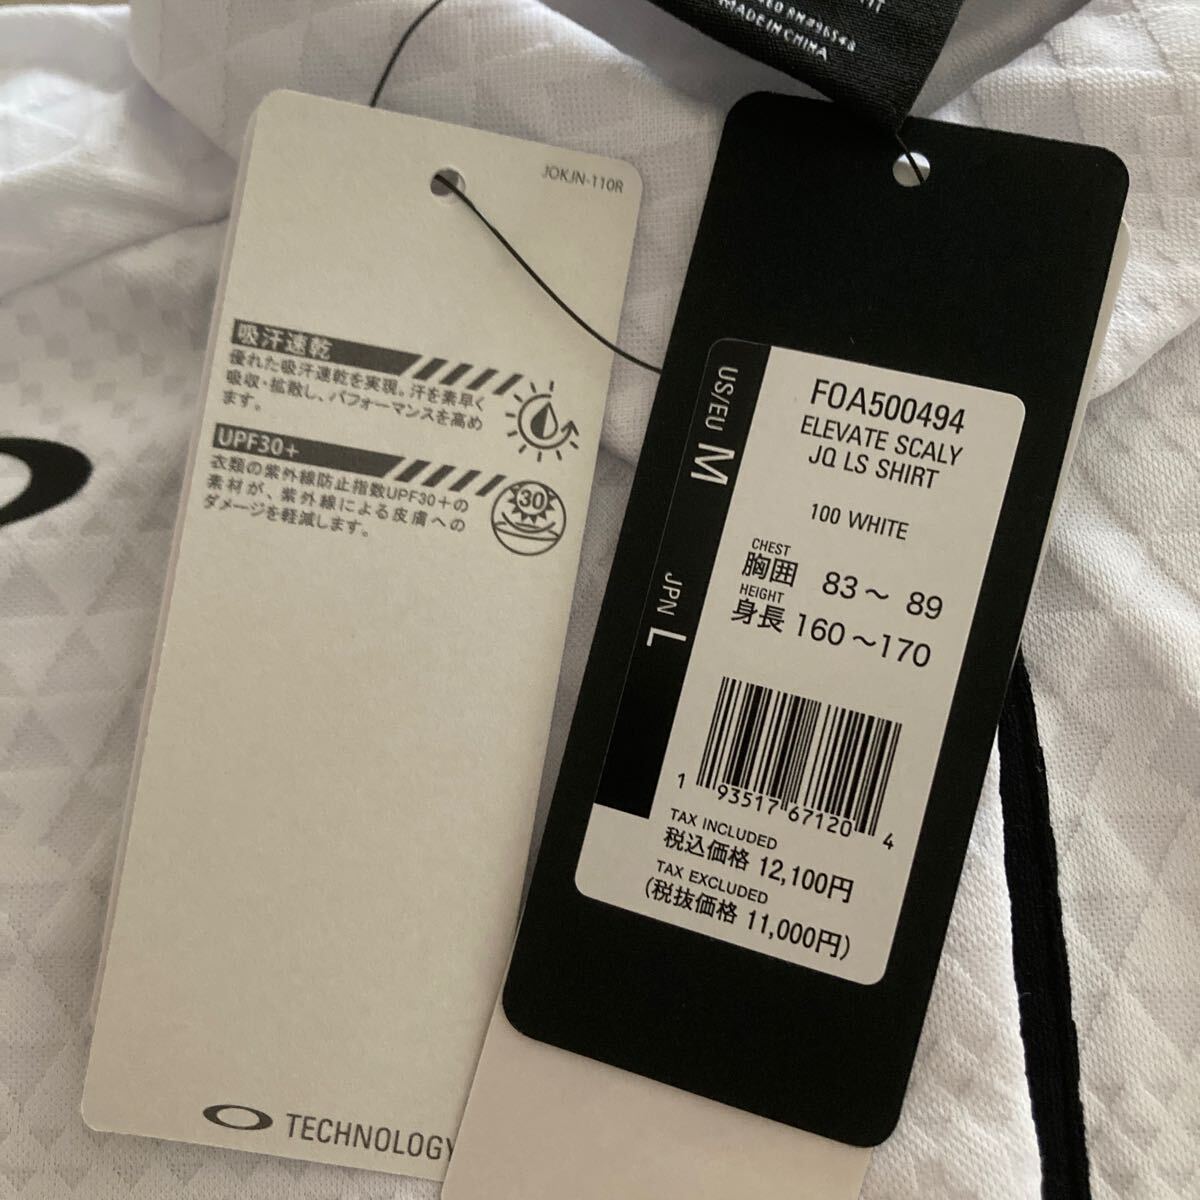 MADE IN CHINA
JOKJN-110R
吸汗速乾
優れた吸汗速乾を実現。汗を素早く
吸収・拡散し、パフォーマンスを高め
ます。
UPF30+
衣類の紫外線防止指数UPF30+の
素材が、紫外線による皮膚への
ダメージを軽減します。
30
TECHNOLOGY
US/EU M
JPN L
FOA500494
ELEVATE SCALY
JQ LS SHIRT
100 WHITE
CHEST
胸囲 83～ 89
HEIGHT
身長 160～170
1 93517 67120 4
TAX INCLUDED
税込価格 12,100円
TAX EXCLUDED
(税抜価格 11,000円)